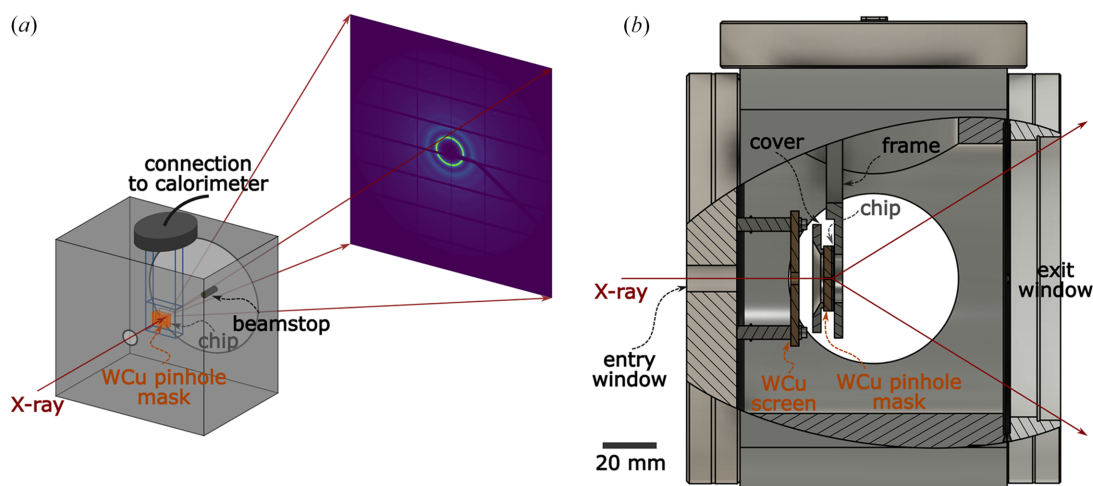 (a)
connection
to calorimeter
beamstop
chip
WCu pinhole
mask
X-ray
(b)
cover
frame
chip
X-ray
exit
window
entry
window
WCu
screen
WCu pinhole
mask
20 mm